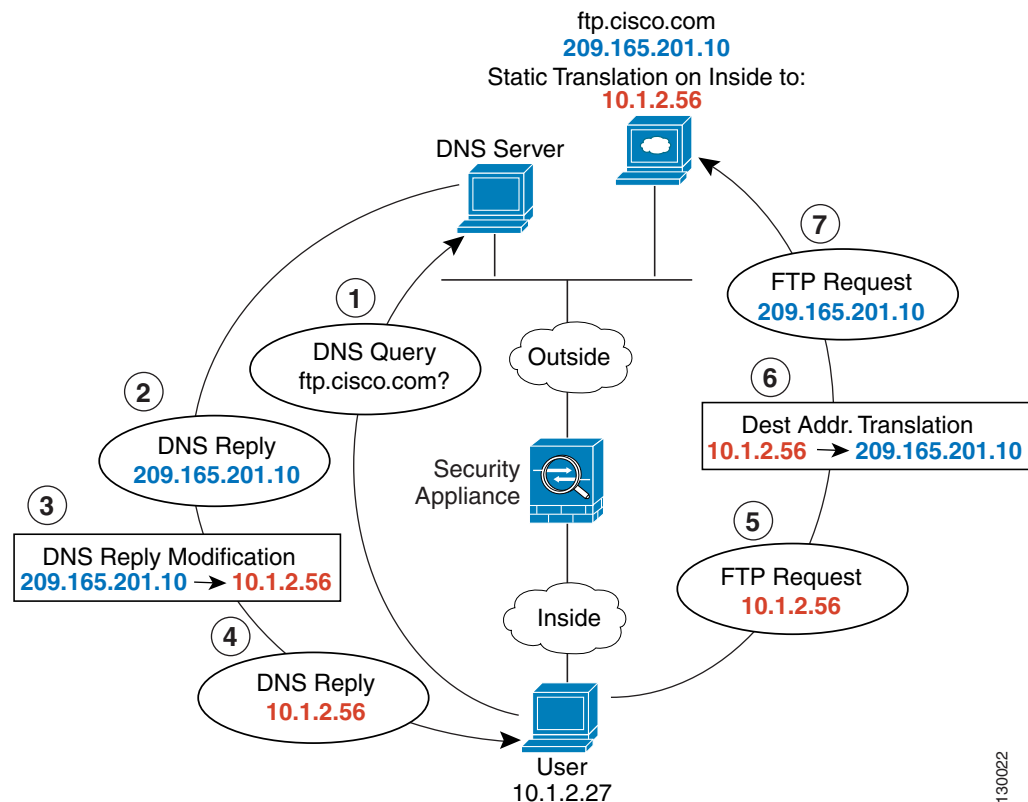 ftp.cisco.com
209.165.201.10
Static Translation on Inside to:
10.1.2.56
DNS Server
7
FTP Request
209.165.201.10
1
DNS Query
ftp.cisco.com?
Outside
2
DNS Reply
209.165.201.10
6
Dest Addr. Translation
10.1.2.56 → 209.165.201.10
Security
Appliance
3
DNS Reply Modification
209.165.201.10 → 10.1.2.56
5
FTP Request
10.1.2.56
Inside
4
DNS Reply
10.1.2.56
User
10.1.2.27
130022